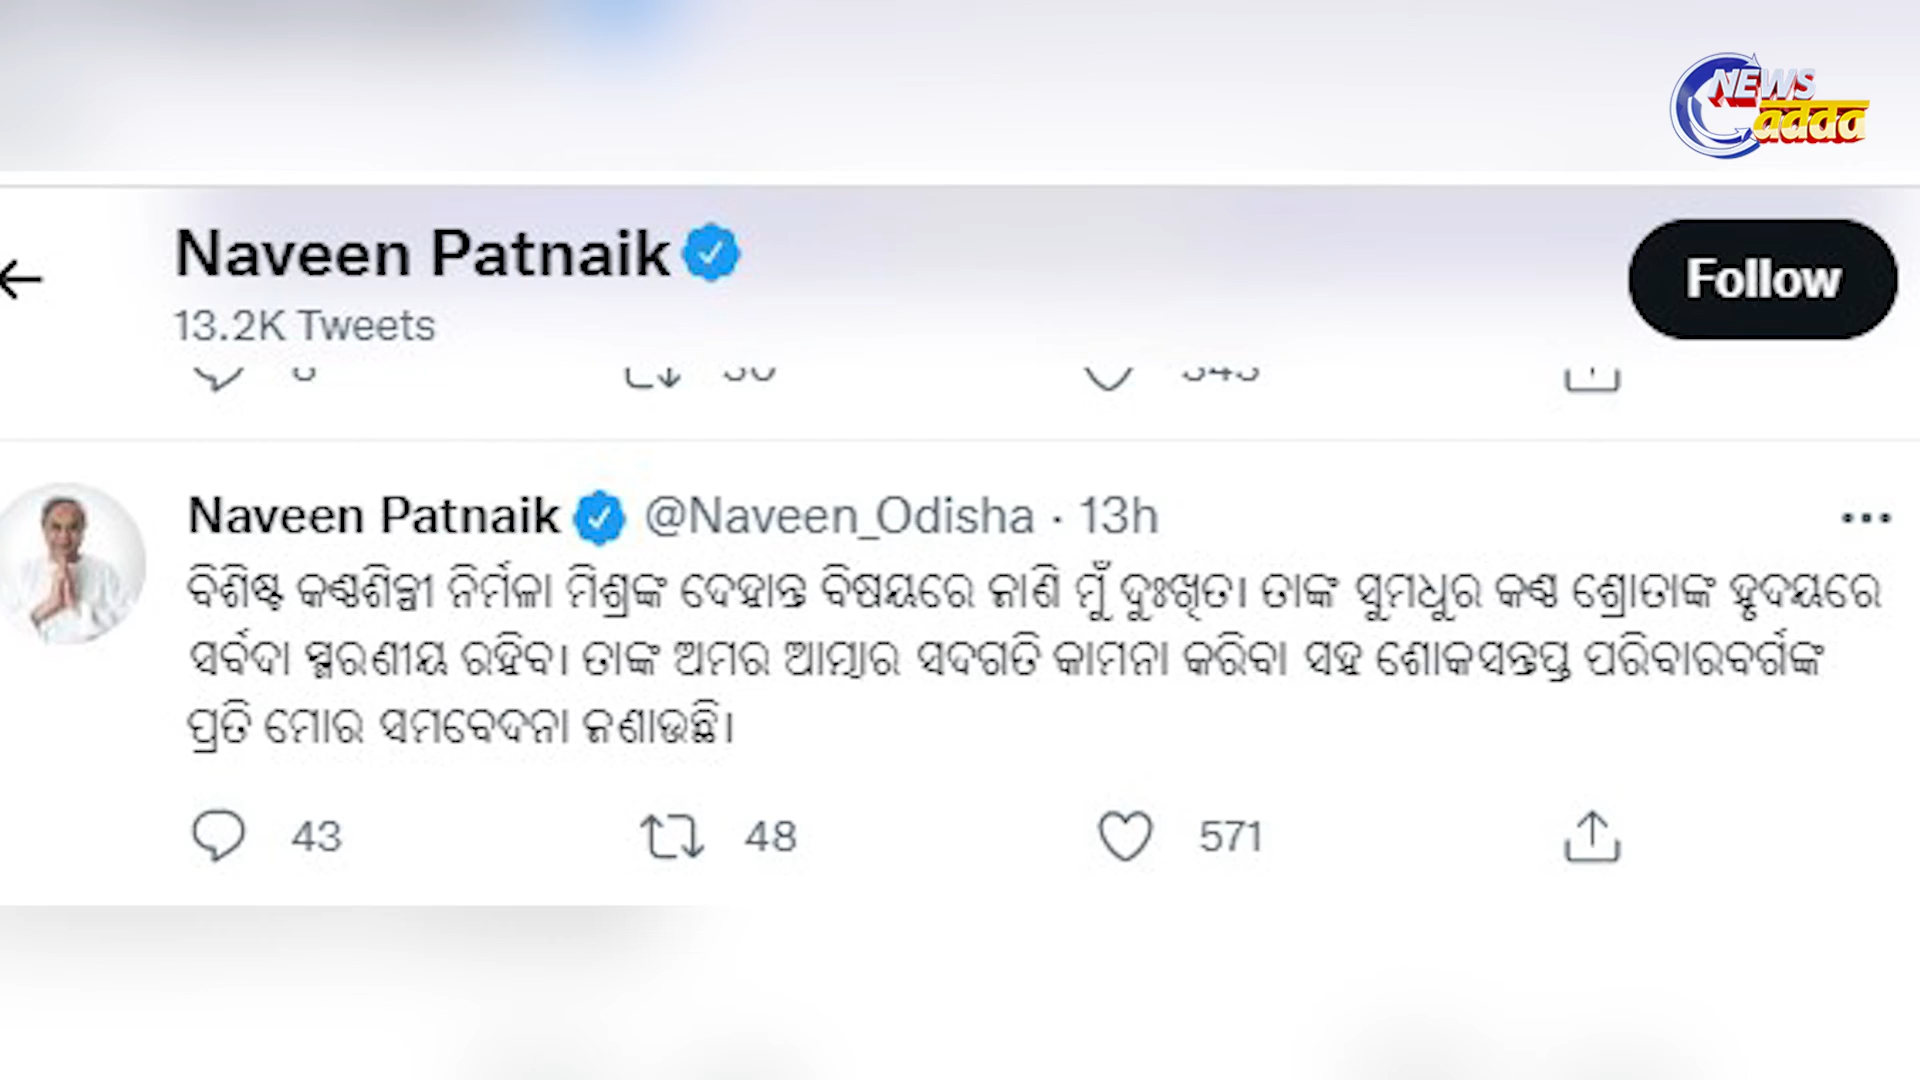 NEWS
adda
Naveen Patnaik
Follow
13.2K Tweets
Naveen Patnaik @Naveen_Odisha · 13h
ବିଶିଷ୍ଟ କଣ୍ଠଶିଳ୍ପୀ ନିର୍ମଳା ମିଶ୍ରଙ୍କ ଦେହାନ୍ତ ବିଷୟରେ ଜାଣି ମୁଁ ଦୁଃଖିତ। ତାଙ୍କ ସୁମଧୁର କଣ୍ଠ ଶ୍ରୋତାଙ୍କ ହୃଦୟରେ
ସର୍ବଦା ସ୍ମରଣୀୟ ରହିବ। ତାଙ୍କ ଅମର ଆତ୍ମାର ସଦଗତି କାମନା କରିବା ସହ ଶୋକସନ୍ତପ୍ତ ପରିବାରବର୍ଗଙ୍କ
ପ୍ରତି ମୋର ସମବେଦନା ଜଣାଉଛି।
43 48 571